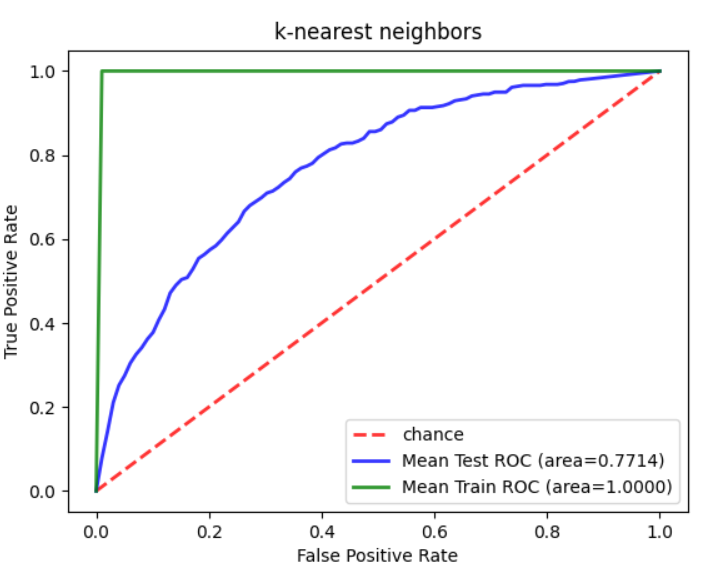 k-nearest neighbors
1.0
0.8
0.6
0.4
0.2
0.0
True Positive Rate
chance
Mean Test ROC (area=0.7714)
Mean Train ROC (area=1.0000)
0.0 0.2 0.4 0.6 0.8 1.0
False Positive Rate